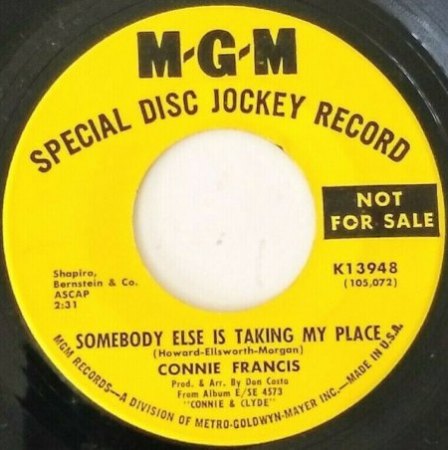 M-G-M
SPECIAL DISC JOCKEY RECORD
NOT
FOR SALE
Shapiro,
Bernstein & Co.
ASCAP
2:31
K13948
(105,072)
SOMEBODY ELSE IS TAKING MY PLACE
(Howard-Ellsworth-Morgan)
CONNIE FRANCIS
Prod. & Arr. By Don Costa
From Album E/SE 4573
"CONNIE & CLYDE"
MGM RECORDS—A DIVISION OF METRO-GOLDWYN-MAYER INC.—MADE IN U.S.A.